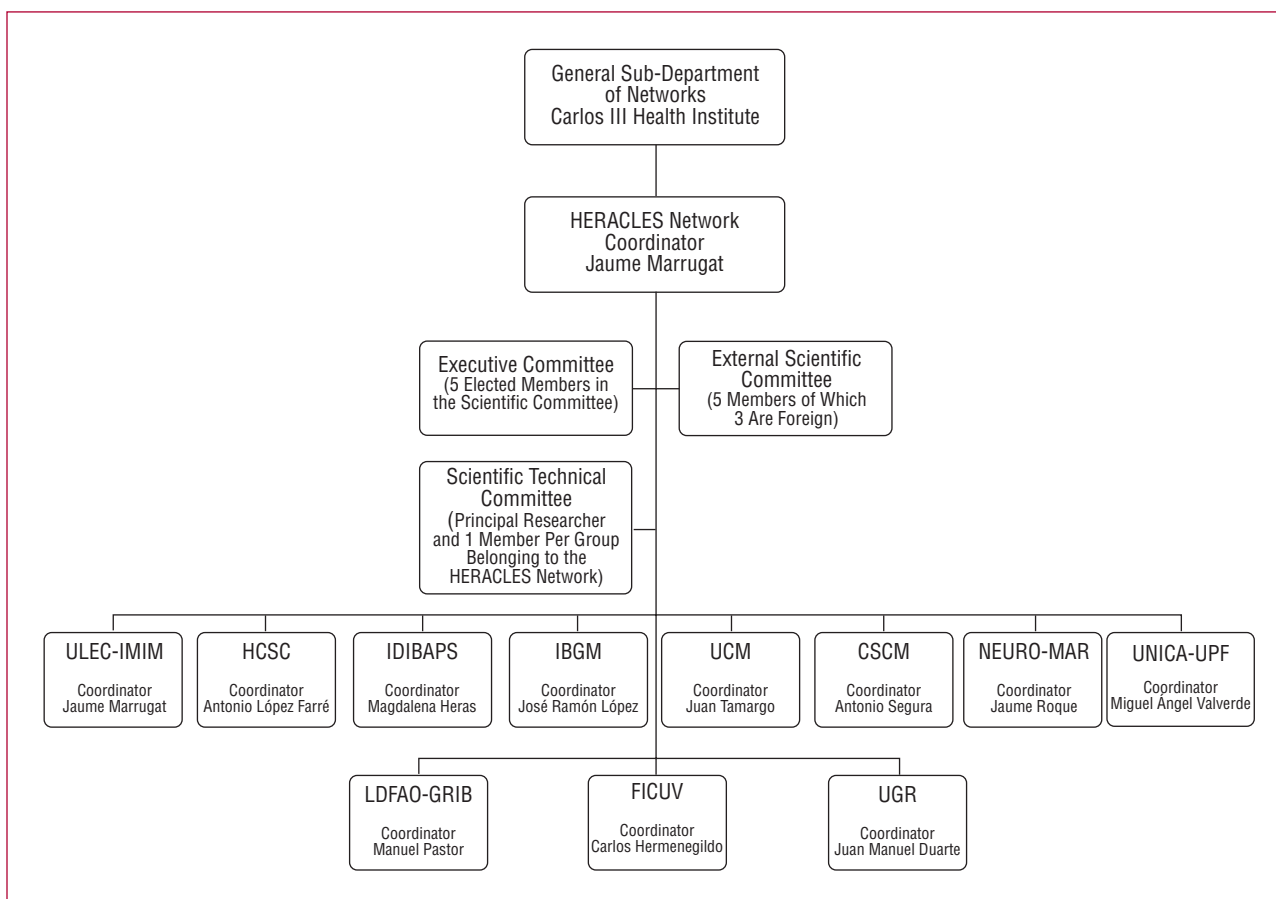 General Sub-Department
of Networks
Carlos III Health Institute
HERACLES Network
Coordinator
Jaume Marrugat
Executive Committee
(5 Elected Members in
the Scientific Committee)
External Scientific
Committee
(5 Members of Which
3 Are Foreign)
Scientific Technical
Committee
(Principal Researcher
and 1 Member Per Group
Belonging to the
HERACLES Network)
ULEC-IMIM
Coordinator
Jaume Marrugat
HCSC
Coordinator
Antonio López Farré
IDIBAPS
Coordinator
Magdalena Heras
IBGM
Coordinator
José Ramón López
UCM
Coordinator
Juan Tamargo
CSCM
Coordinator
Antonio Segura
NEURO-MAR
Coordinator
Jaume Roque
UNICA-UPF
Coordinator
Miguel Ángel Valverde
LDFAO-GRIB
Coordinator
Manuel Pastor
FICUV
Coordinator
Carlos Hermenegildo
UGR
Coordinator
Juan Manuel Duarte